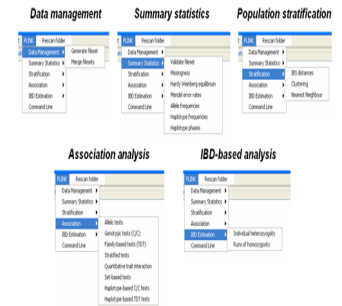 Data management
Summary statistics
Population stratification
PLINK Rescan folder
Data Management
Summary Statistics
Stratification
Association
IBD Estimation
Command Line
Generate fileset
Merge filesets
PLINK Rescan folder
Data Management
Summary Statistics
Stratification
Association
IBD Estimation
Command Line
Validate fileset
Missingness
Hardy-Weinberg equilibrium
Mendel error rates
Allele frequencies
Haplotype frequencies
Haplotype phases
PLINK Rescan folder
Data Management
Summary Statistics
Stratification
Association
IBD Estimation
Command Line
IBS distances
Clustering
Nearest Neighbour
Association analysis
IBD-based analysis
PLINK Rescan folder
Data Management
Summary Statistics
Stratification
Association
IBD Estimation
Command Line
Allelic tests
Genotypic tests (C/C)
Family-based tests (TDT)
Stratified tests
Quantitative trait interaction
Set-based tests
Haplotype-based C/C tests
Haplotype-based TDT tests
PLINK Rescan folder
Data Management
Summary Statistics
Stratification
Association
IBD Estimation
Command Line
Individual heterozygosity
Runs of homozygosity